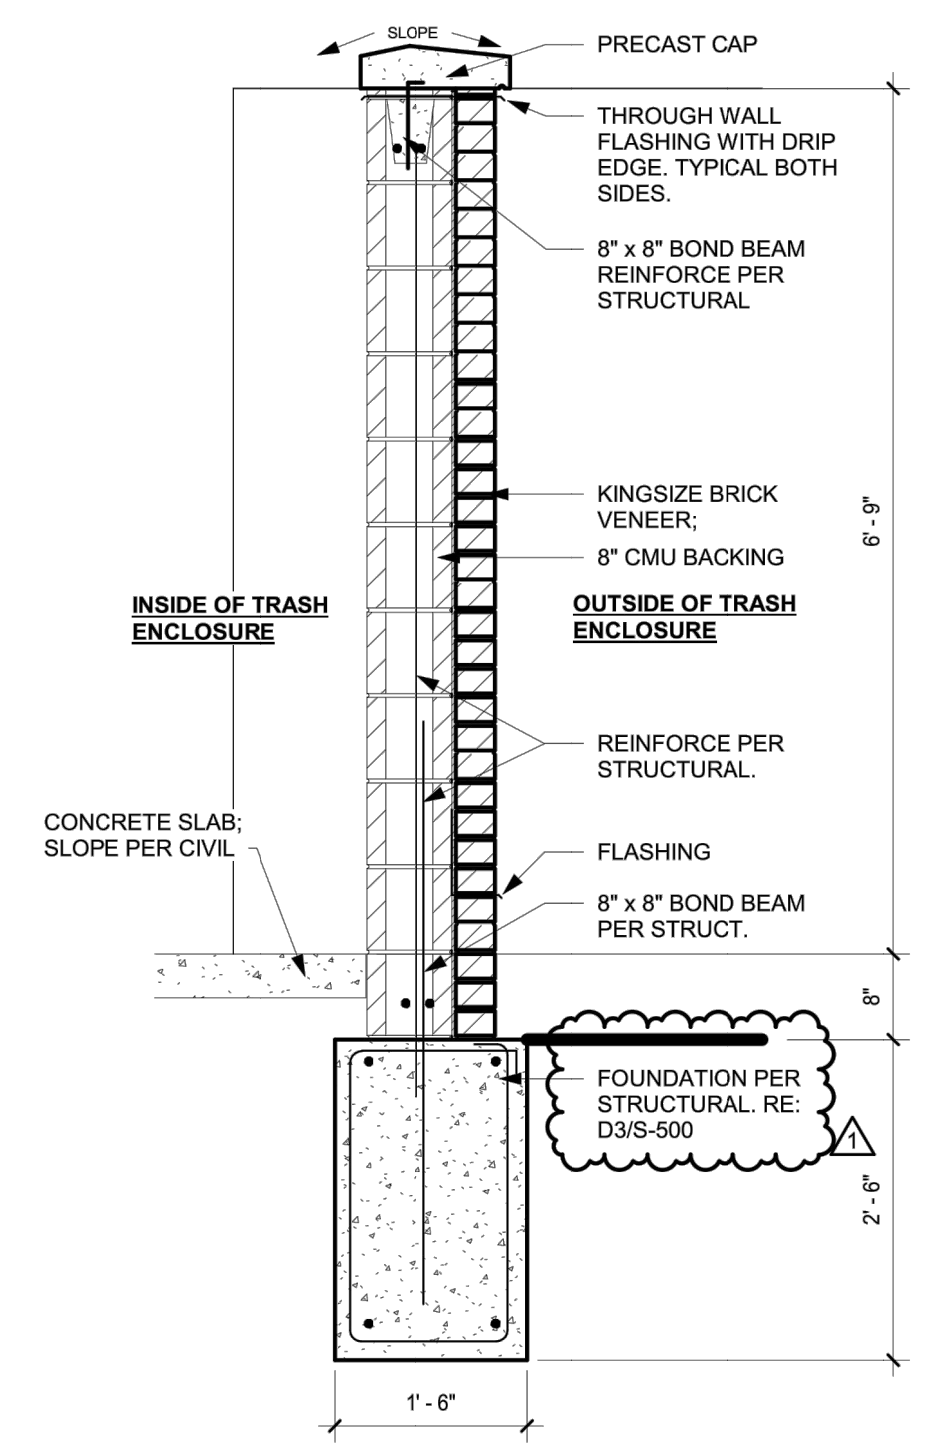 SLOPE
PRECAST CAP
THROUGH WALL
FLASHING WITH DRIP
EDGE. TYPICAL BOTH
SIDES.
8" x 8" BOND BEAM
REINFORCE PER
STRUCTURAL
KINGSIZE BRICK
VENEER;
8" CMU BACKING
6' - 9"
INSIDE OF TRASH
ENCLOSURE
OUTSIDE OF TRASH
ENCLOSURE
REINFORCE PER
STRUCTURAL.
CONCRETE SLAB;
SLOPE PER CIVIL
FLASHING
8" x 8" BOND BEAM
PER STRUCT.
8"
FOUNDATION PER
STRUCTURAL. RE:
D3/S-500
1
2' - 6"
1' - 6"